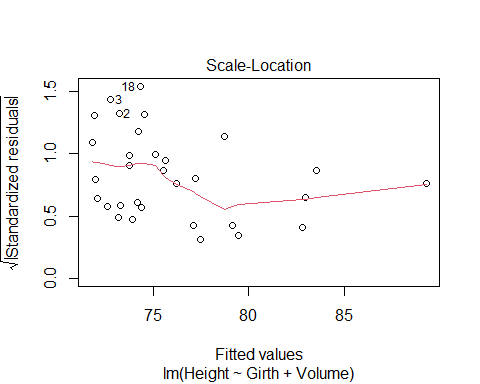 Scale-Location
√|Standardized residuals|
1.5
1.0
0.5
0.0
18
3
2
75 80 85
Fitted values
lm(Height ~ Girth + Volume)